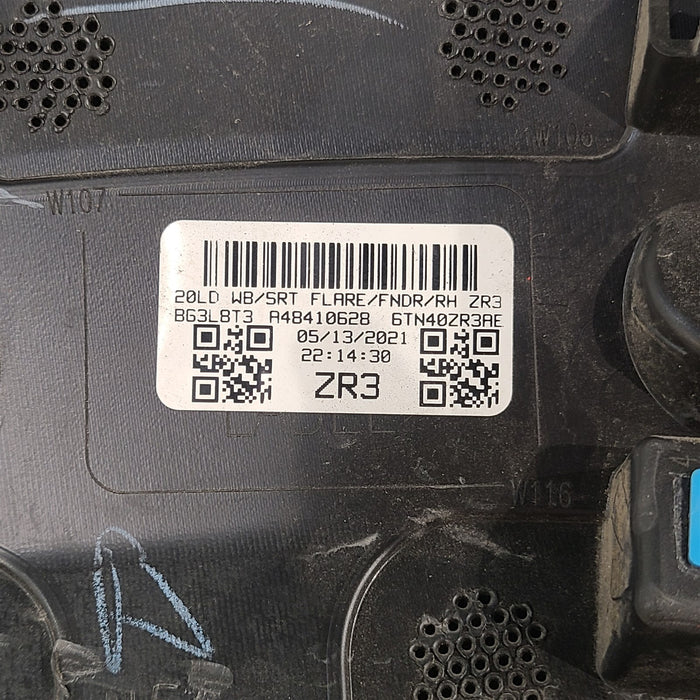 W106
W107
20LD WB/SRT FLARE/FNDR/RH ZR3
BG3L8T3 A48410628 6TN40ZR3AE
05/13/2021
22:14:30
ZR3
W116